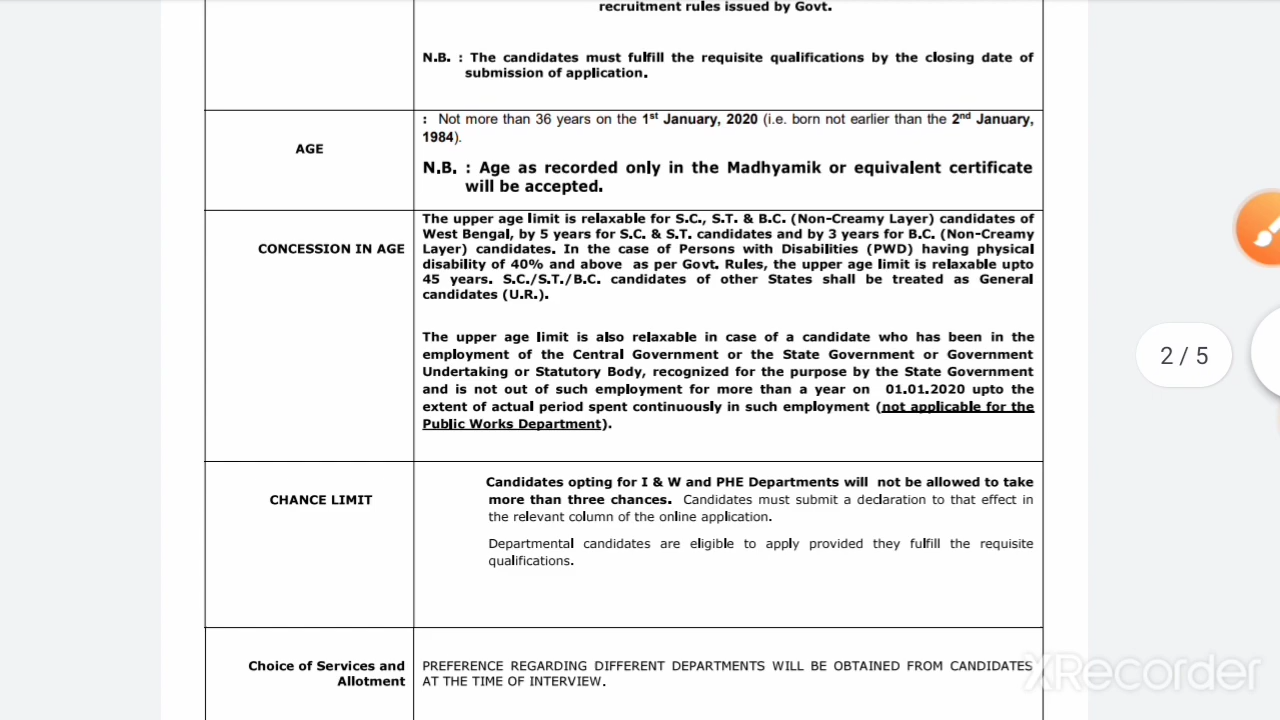 recruitment rules issued by Govt.
N.B. : The candidates must fulfill the requisite qualifications by the closing date of
submission of application.
AGE
: Not more than 36 years on the 1st January, 2020 (i.e. born not earlier than the 2nd January,
1984).
N.B. : Age as recorded only in the Madhyamik or equivalent certificate
will be accepted.
CONCESSION IN AGE
The upper age limit is relaxable for S.C., S.T. & B.C. (Non-Creamy Layer) candidates of
West Bengal, by 5 years for S.C. & S.T. candidates and by 3 years for B.C. (Non-Creamy
Layer) candidates. In the case of Persons with Disabilities (PWD) having physical
disability of 40% and above as per Govt. Rules, the upper age limit is relaxable upto
45 years. S.C./S.T./B.C. candidates of other States shall be treated as General
candidates (U.R.).
The upper age limit is also relaxable in case of a candidate who has been in the
employment of the Central Government or the State Government or Government
Undertaking or Statutory Body, recognized for the purpose by the State Government
and is not out of such employment for more than a year on 01.01.2020 upto the
extent of actual period spent continuously in such employment (not applicable for the
Public Works Department).
2 / 5
CHANCE LIMIT
Candidates opting for I & W and PHE Departments will not be allowed to take
more than three chances. Candidates must submit a declaration to that effect in
the relevant column of the online application.
Departmental candidates are eligible to apply provided they fulfill the requisite
qualifications.
Choice of Services and
Allotment
PREFERENCE REGARDING DIFFERENT DEPARTMENTS WILL BE OBTAINED FROM CANDIDATES
AT THE TIME OF INTERVIEW.
XRecorder